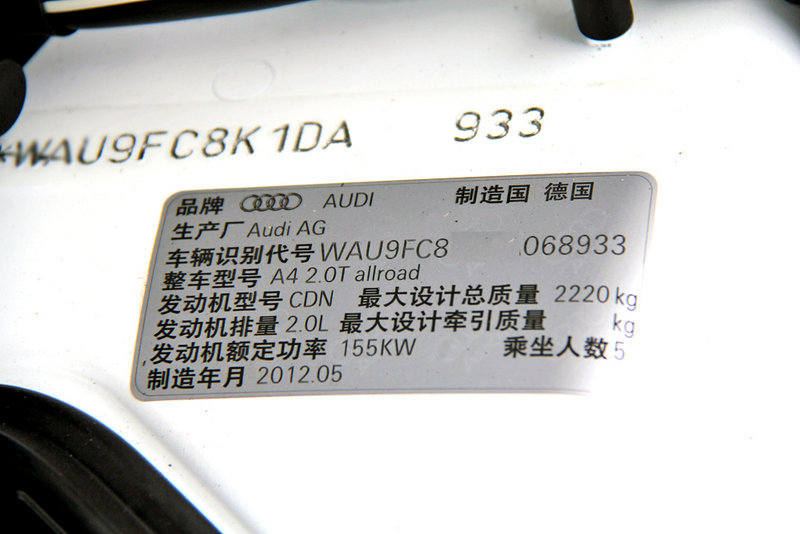 *WAU9FC8K1DA 933
品牌 AUDI 制造国 德国
生产厂 Audi AG
车辆识别代号 WAU9FC8 068933
整车型号 A4 2.0T allroad
发动机型号 CDN 最大设计总质量 2220 kg
发动机排量 2.0L 最大设计牵引质量 kg
发动机额定功率 155KW 乘坐人数 5
制造年月 2012.05